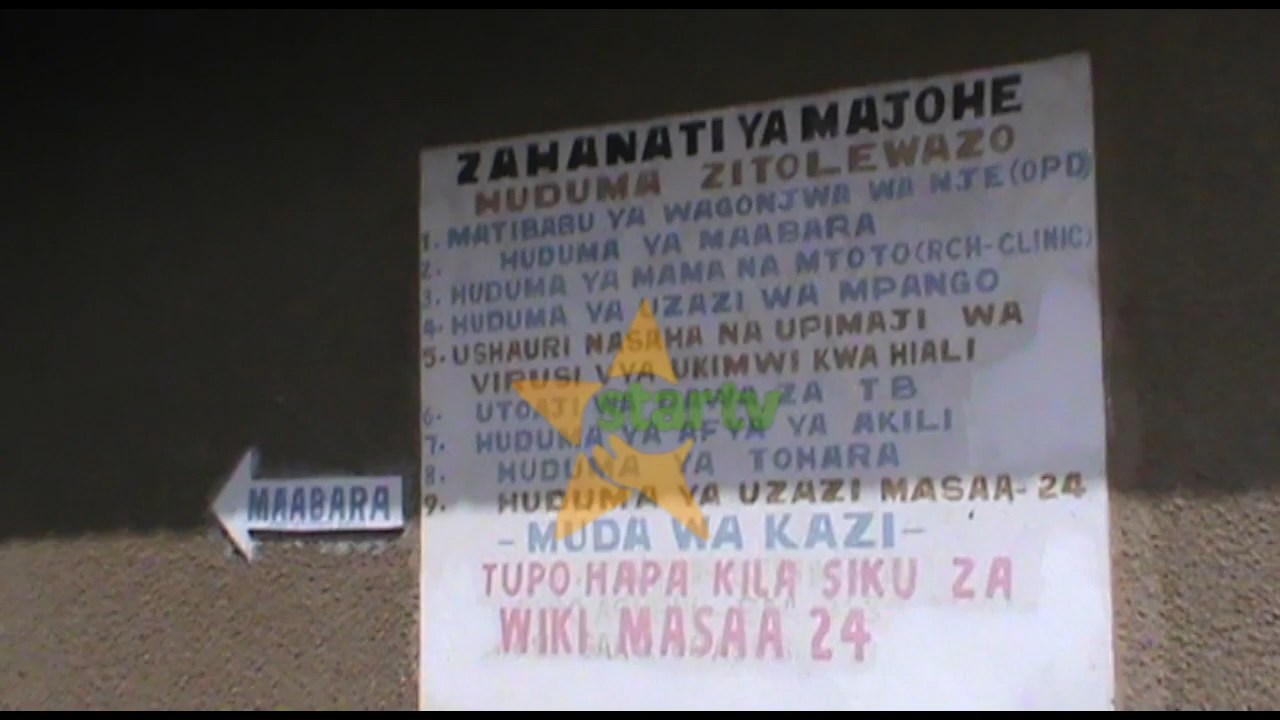 ZAHANATI YA MAJOHE
HUDUMA ZITOLEWAZO
1. MATIBABU YA WAGONJWA WA NJE (OPD)
2. HUDUMA YA MAABARA
3. HUDUMA YA MAMA NA MTOTO (RCH-CLINIC)
4. HUDUMA YA UZAZI WA MPANGO
5. USHAURI NASAHA NA UPIMAJI WA
VIRUSI VYA UKIMWI KWA HIALI
6. UTOAJI WA DAWA ZA TB
7. HUDUMA YA AFYA YA AKILI
8. HUDUMA YA TOHARA
9. HUDUMA YA UZAZI MASAA-24
-MUDA WA KAZI-
TUPO HAPA KILA SIKU ZA
WIKI MASAA 24
MAABARA
startv